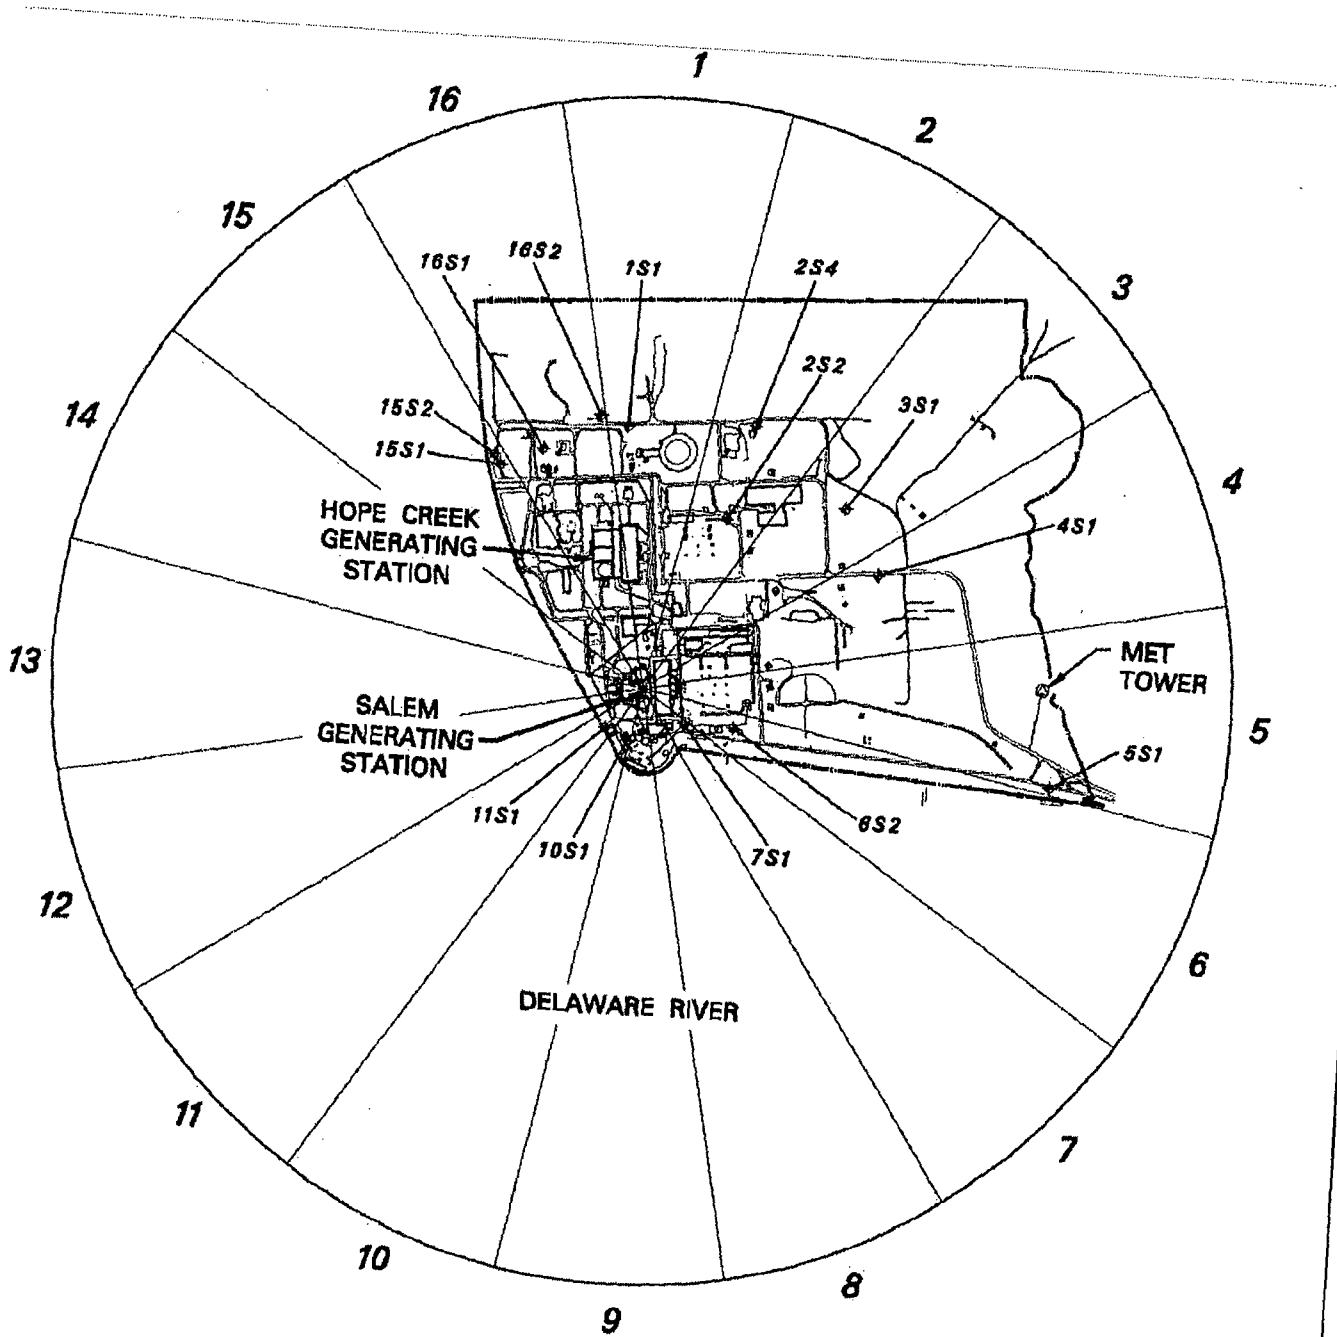 1
16
2
15
16S2
16S1
1S1
2S4
3
2S2
15S2
3S1
14
15S1
4
HOPE CREEK
GENERATING
STATION
4S1
13
MET
TOWER
SALEM
GENERATING
STATION
5
5S1
11S1
6S2
10S1
7S1
12
6
DELAWARE RIVER
11
7
10
8
9